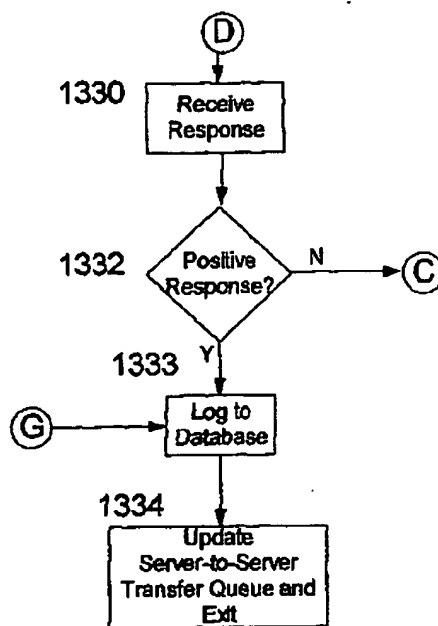 D
1330
Receive
Response
1332
Positive
Response?
N
C
Y
1333
G
Log to
Database
1334
Update
Server-to-Server
Transfer Queue and
Exit